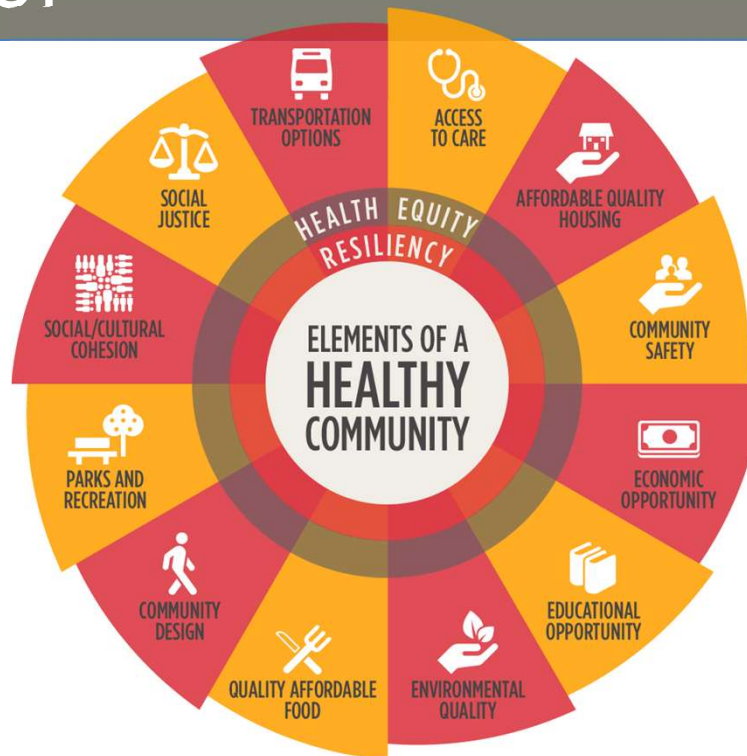 TRANSPORTATION
OPTIONS
ACCESS
TO CARE
AFFORDABLE QUALITY
HOUSING
COMMUNITY
SAFETY
ECONOMIC
OPPORTUNITY
EDUCATIONAL
OPPORTUNITY
ENVIRONMENTAL
QUALITY
QUALITY AFFORDABLE
FOOD
COMMUNITY
DESIGN
PARKS AND
RECREATION
SOCIAL/CULTURAL
COHESION
SOCIAL
JUSTICE
HEALTH EQUITY
RESILIENCY
ELEMENTS OF A
HEALTHY
COMMUNITY